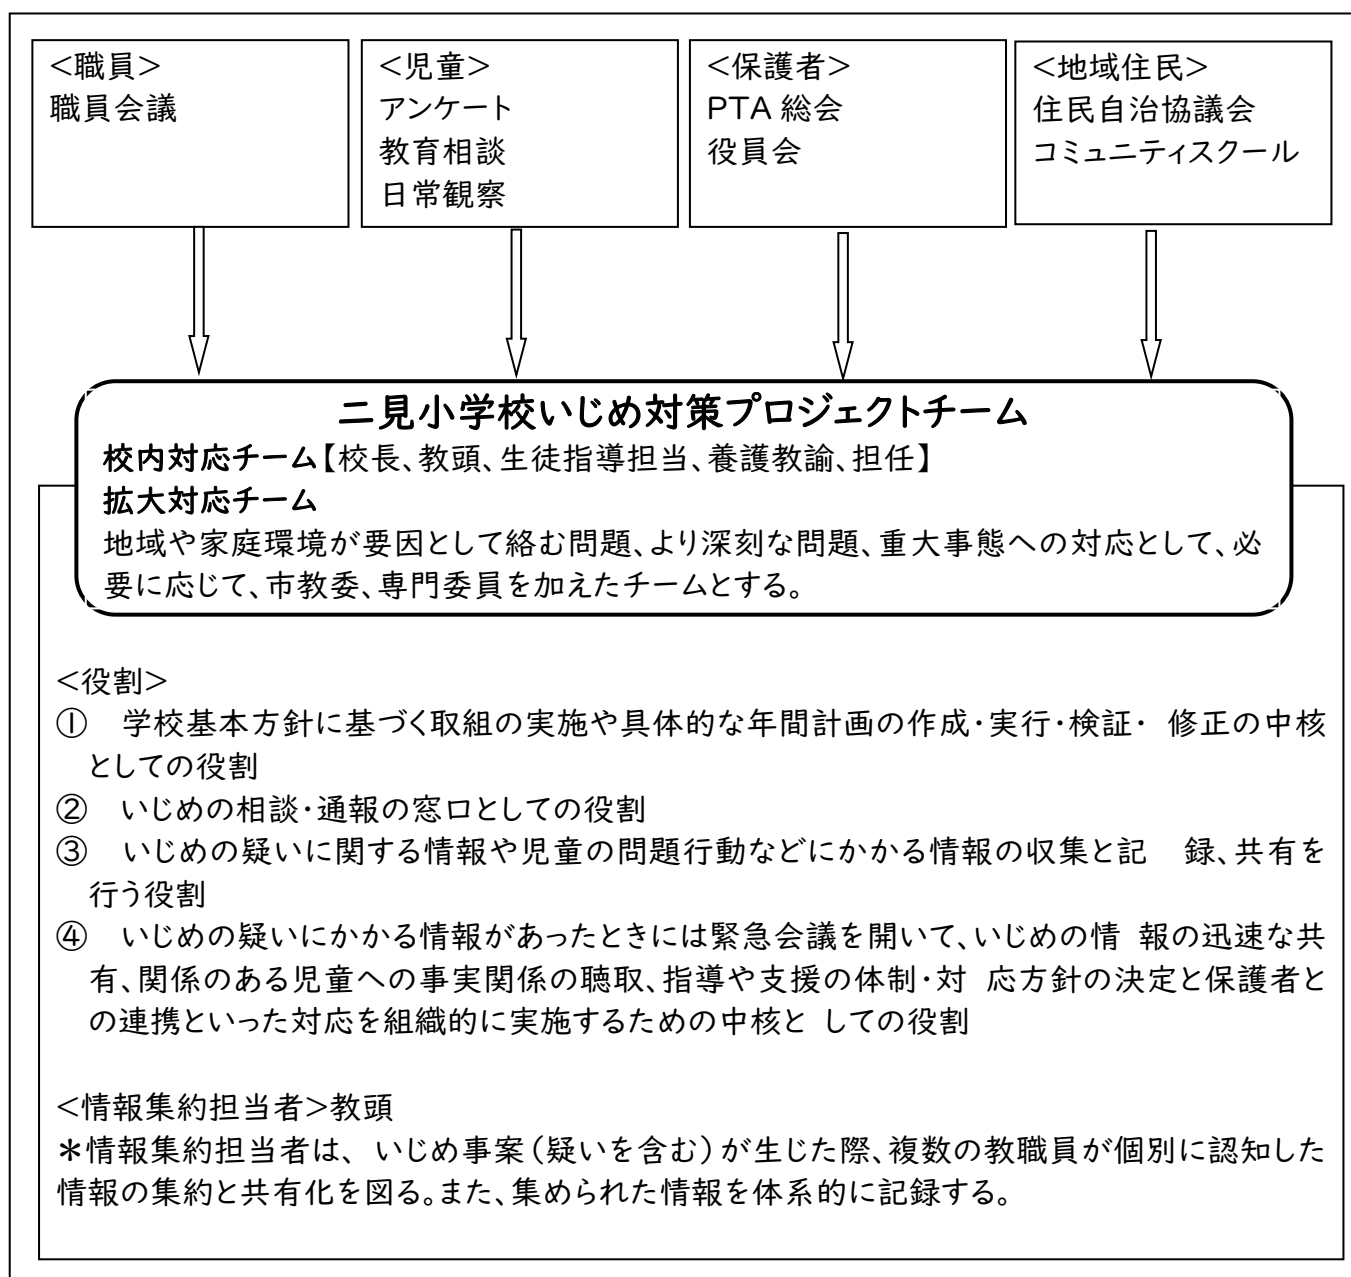 <職員>
職員会議
<児童>
アンケート
教育相談
日常観察
<保護者>
PTA 総会
役員会
<地域住民>
住民自治協議会
コミュニティスクール
二見小学校いじめ対策プロジェクトチーム
校内対応チーム【校長、教頭、生徒指導担当、養護教諭、担任】
拡大対応チーム
地域や家庭環境が要因として絡む問題、より深刻な問題、重大事態への対応として、必
要に応じて、市教委、専門委員を加えたチームとする。
<役割>
① 学校基本方針に基づく取組の実施や具体的な年間計画の作成・実行・検証・ 修正の中核
としての役割
② いじめの相談・通報の窓口としての役割
③ いじめの疑いに関する情報や児童の問題行動などにかかる情報の収集と記 録、共有を
行う役割
④ いじめの疑いにかかる情報があったときには緊急会議を開いて、いじめの情 報の迅速な共
有、関係のある児童への事実関係の聴取、指導や支援の体制・対 応方針の決定と保護者と
の連携といった対応を組織的に実施するための中核と しての役割
<情報集約担当者>教頭
＊情報集約担当者は、 いじめ事案（疑いを含む）が生じた際、複数の教職員が個別に認知した
情報の集約と共有化を図る。また、集められた情報を体系的に記録する。